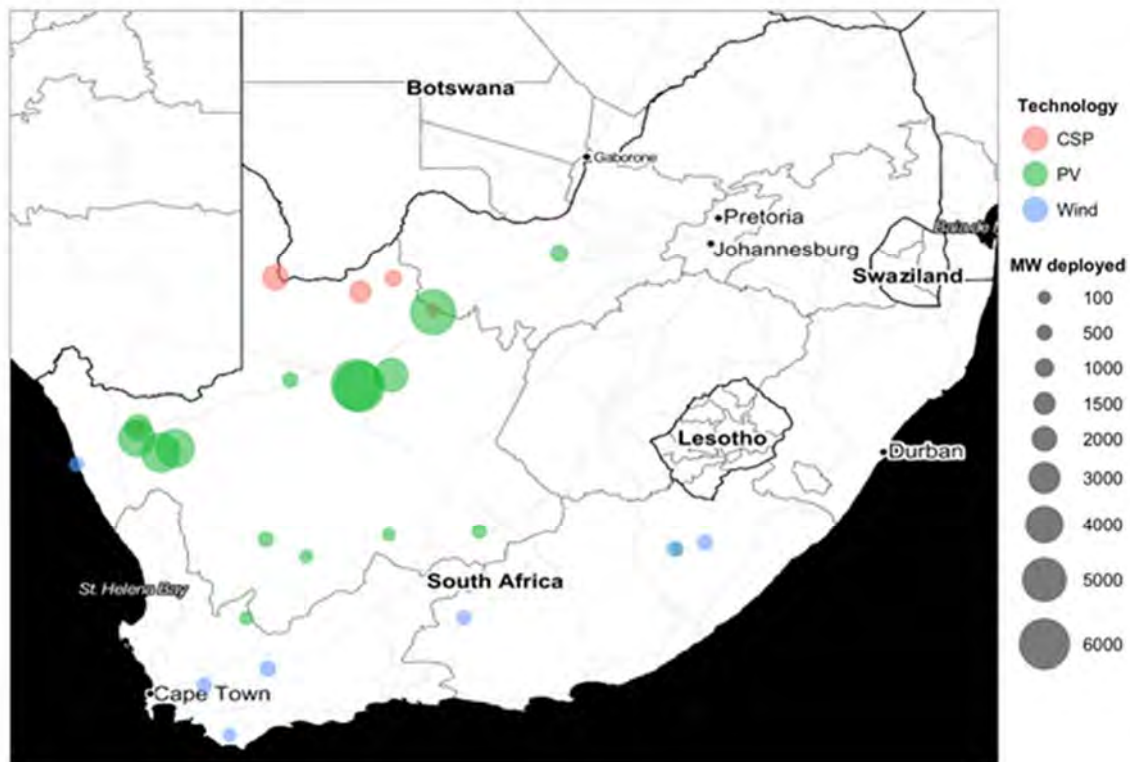 Botswana
Gaborone
Pretoria
Johannesburg
Swaziland
Lesotho
Durban
South Africa
St. Helena Bay
Cape Town
Technology
CSP
PV
Wind
MW deployed
100
500
1000
1500
2000
3000
4000
5000
6000